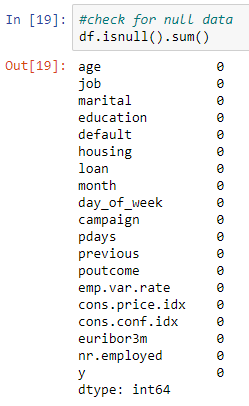 In [19]: #check for null data
df.isnull().sum()
Out[19]: age 0
job 0
marital 0
education 0
default 0
housing 0
loan 0
month 0
day_of_week 0
campaign 0
pdays 0
previous 0
poutcome 0
emp.var.rate 0
cons.price.idx 0
cons.conf.idx 0
euribor3m 0
nr.employed 0
y 0
dtype: int64